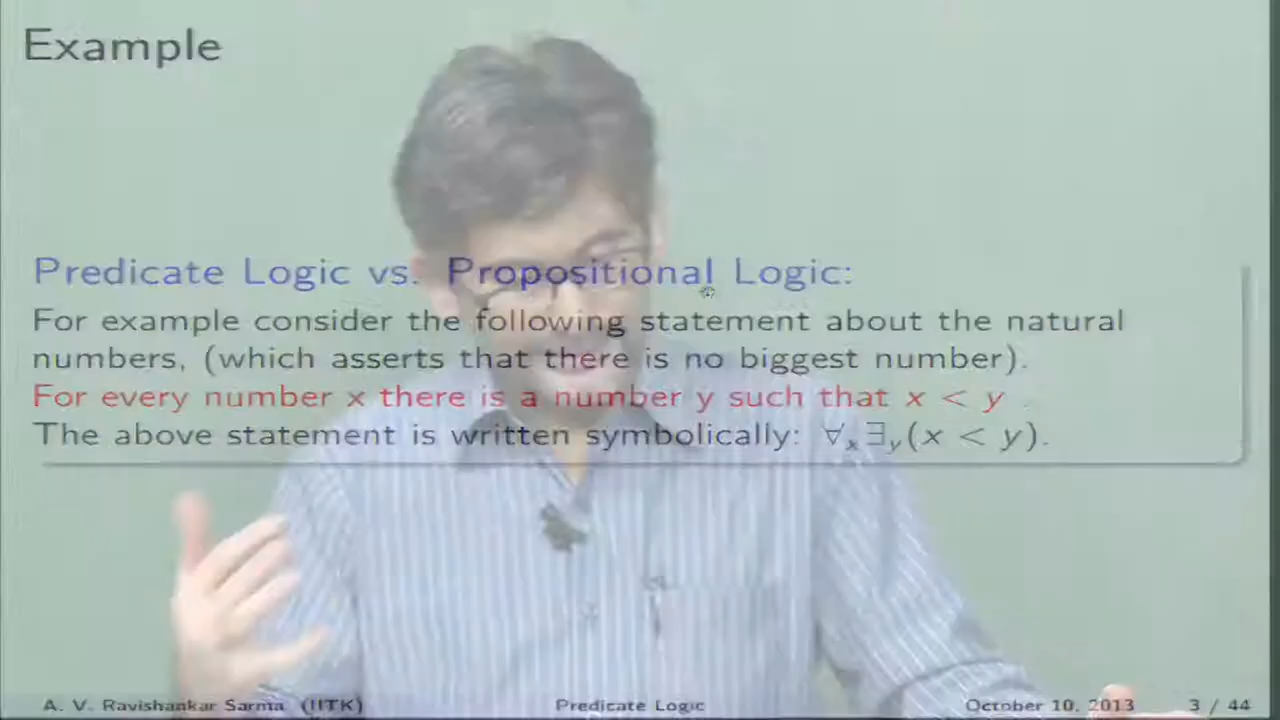 Example
Predicate Logic vs. Propositional Logic:
For example consider the following statement about the natural
numbers, (which asserts that there is no biggest number).
For every number x there is a number y such that x < y .
The above statement is written symbolically: ∀ₓ∃ᵧ(x < y).
A. V. Ravishankar Sarma (IITK) Predicate Logic October 10, 2013 3 / 44